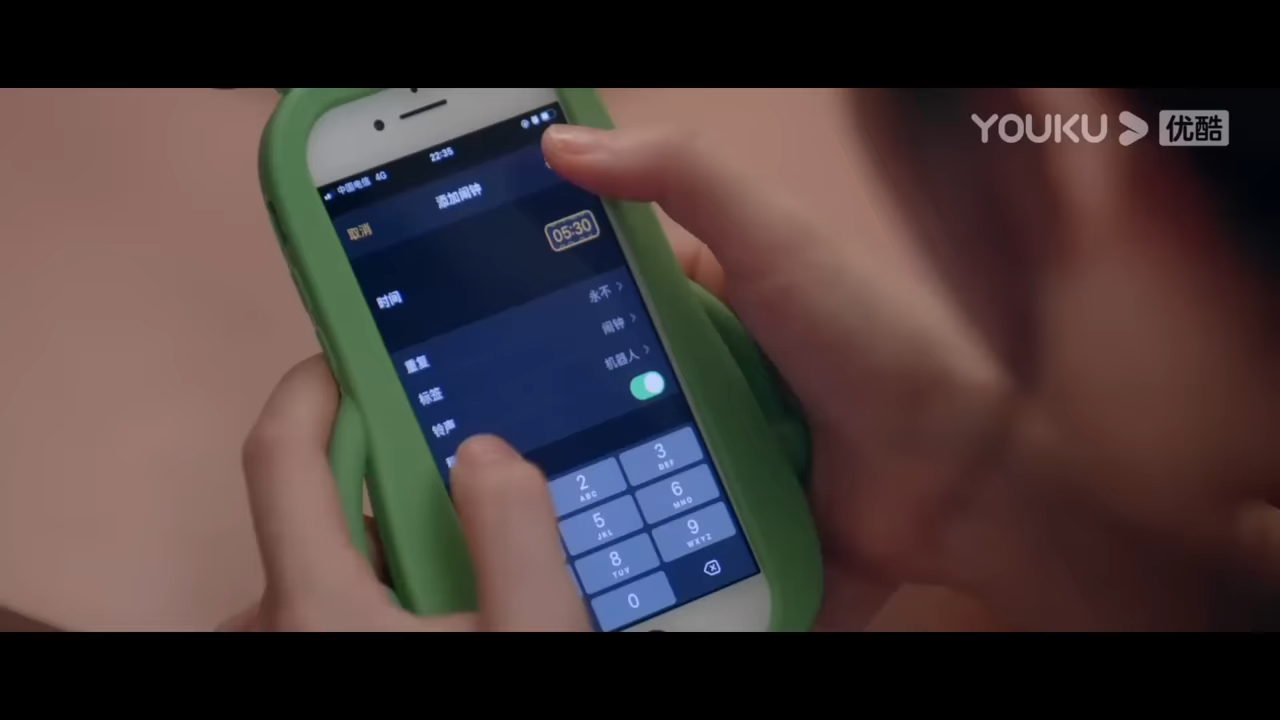 YOUKU 优酷
22:35
中国电信 4G
取消 添加闹钟
05:30
时间
重复 永不
标签 闹钟
铃声 机器人
2 ABC
3 DEF
5 JKL
6 MNO
8 TUV
9 WXYZ
0